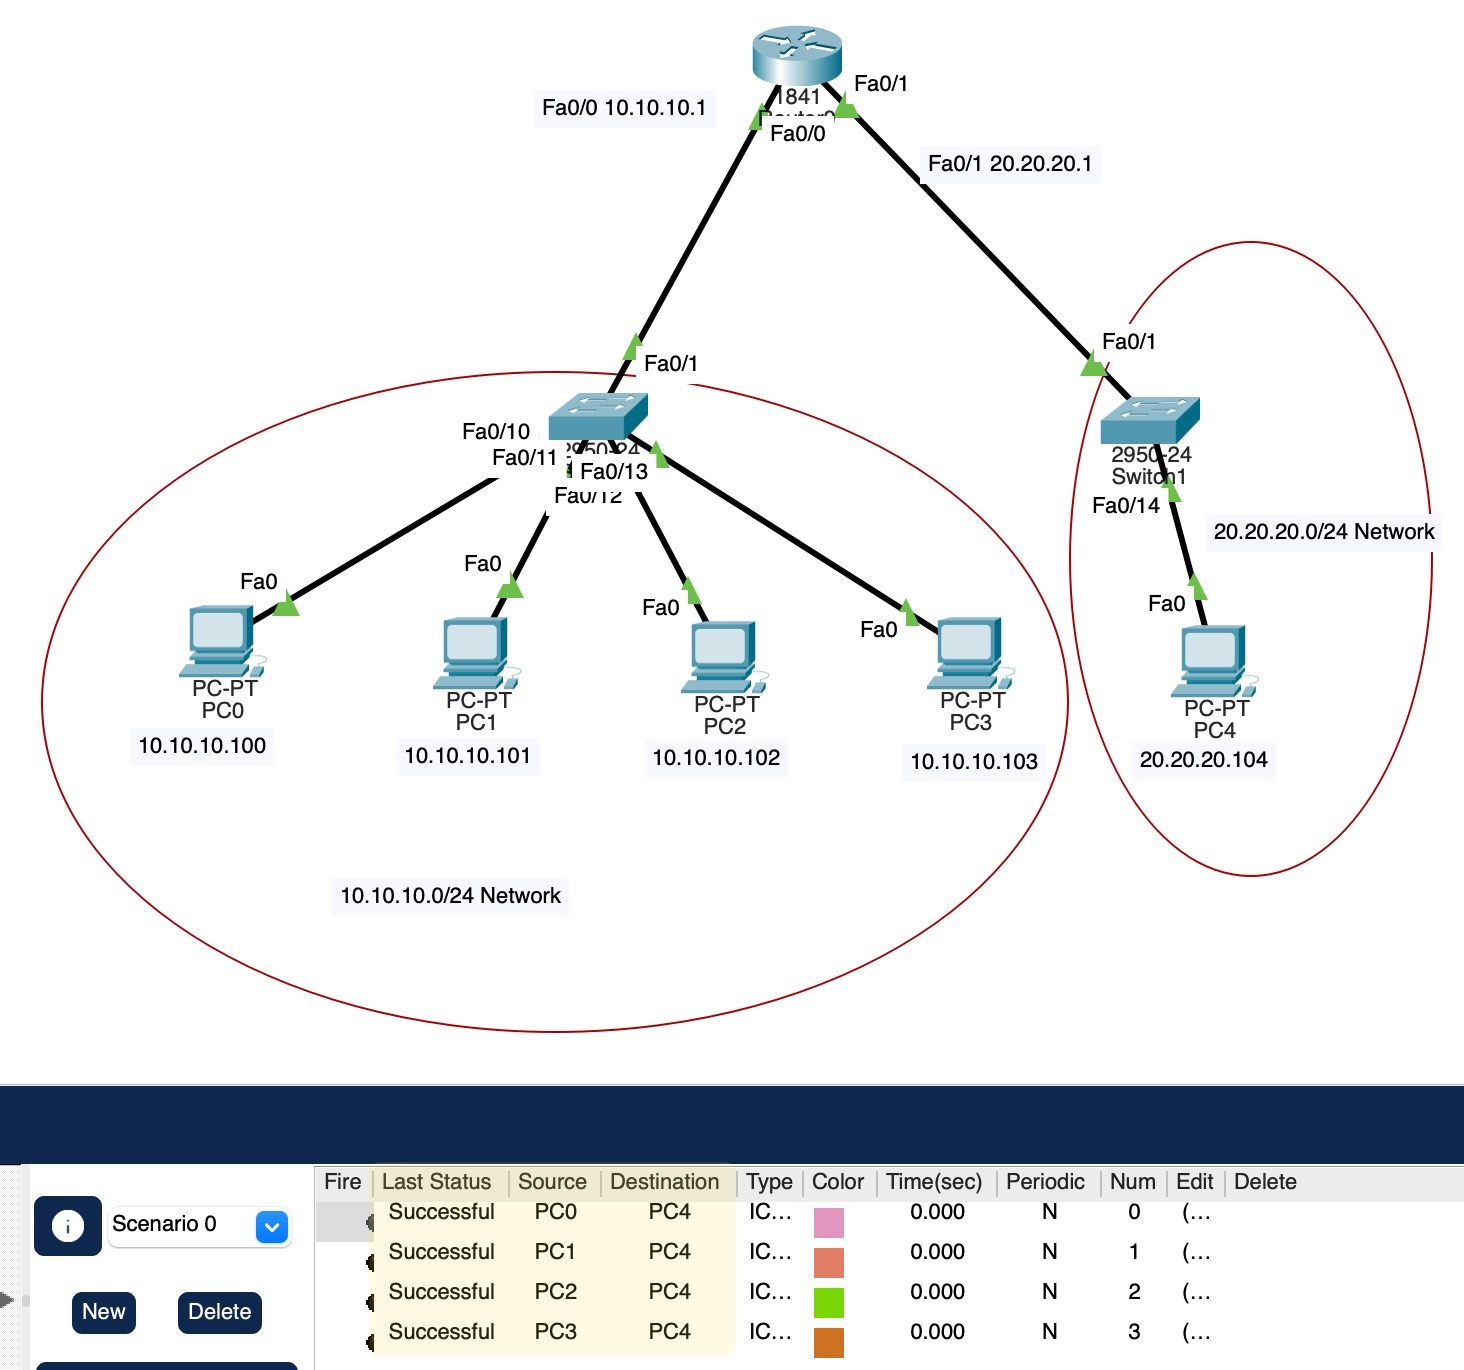 Fa0/1
Fa0/0 10.10.10.1
1841
Fa0/0
Fa0/1 20.20.20.1
Fa0/1
Fa0/1
Fa0/10
Fa0/11
Fa0/13
Fa0/12
2950-24
Switch1
Fa0/14
20.20.20.0/24 Network
Fa0
Fa0
Fa0
Fa0
Fa0
PC-PT
PC0
10.10.10.100
PC-PT
PC1
10.10.10.101
PC-PT
PC2
10.10.10.102
PC-PT
PC3
10.10.10.103
PC-PT
PC4
20.20.20.104
10.10.10.0/24 Network
Fire Last Status Source Destination Type Color Time(sec) Periodic Num Edit Delete
Successful PC0 PC4 IC... 0.000 N 0 (...
Successful PC1 PC4 IC... 0.000 N 1 (...
Successful PC2 PC4 IC... 0.000 N 2 (...
Successful PC3 PC4 IC... 0.000 N 3 (...
Scenario 0
New Delete